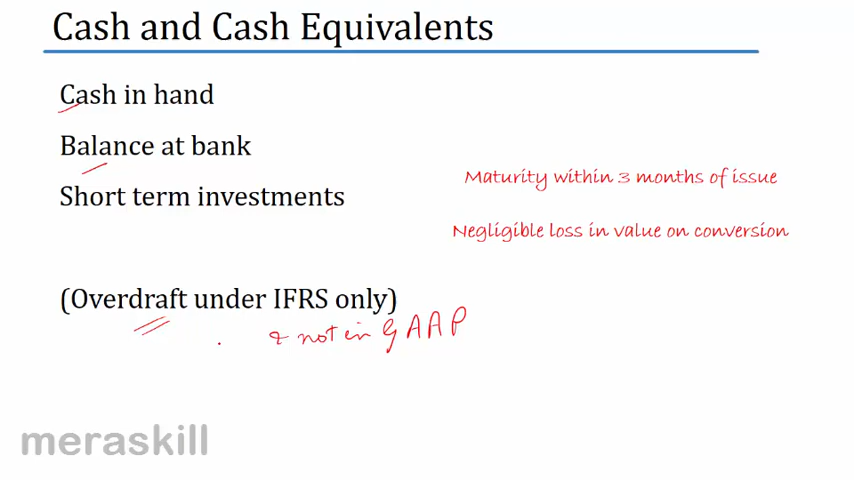 Cash and Cash Equivalents
Cash in hand
Balance at bank
Maturity within 3 months of issue
Short term investments
Negligible loss in value on conversion
(Overdraft under IFRS only)
& not in GAAP
meraskill